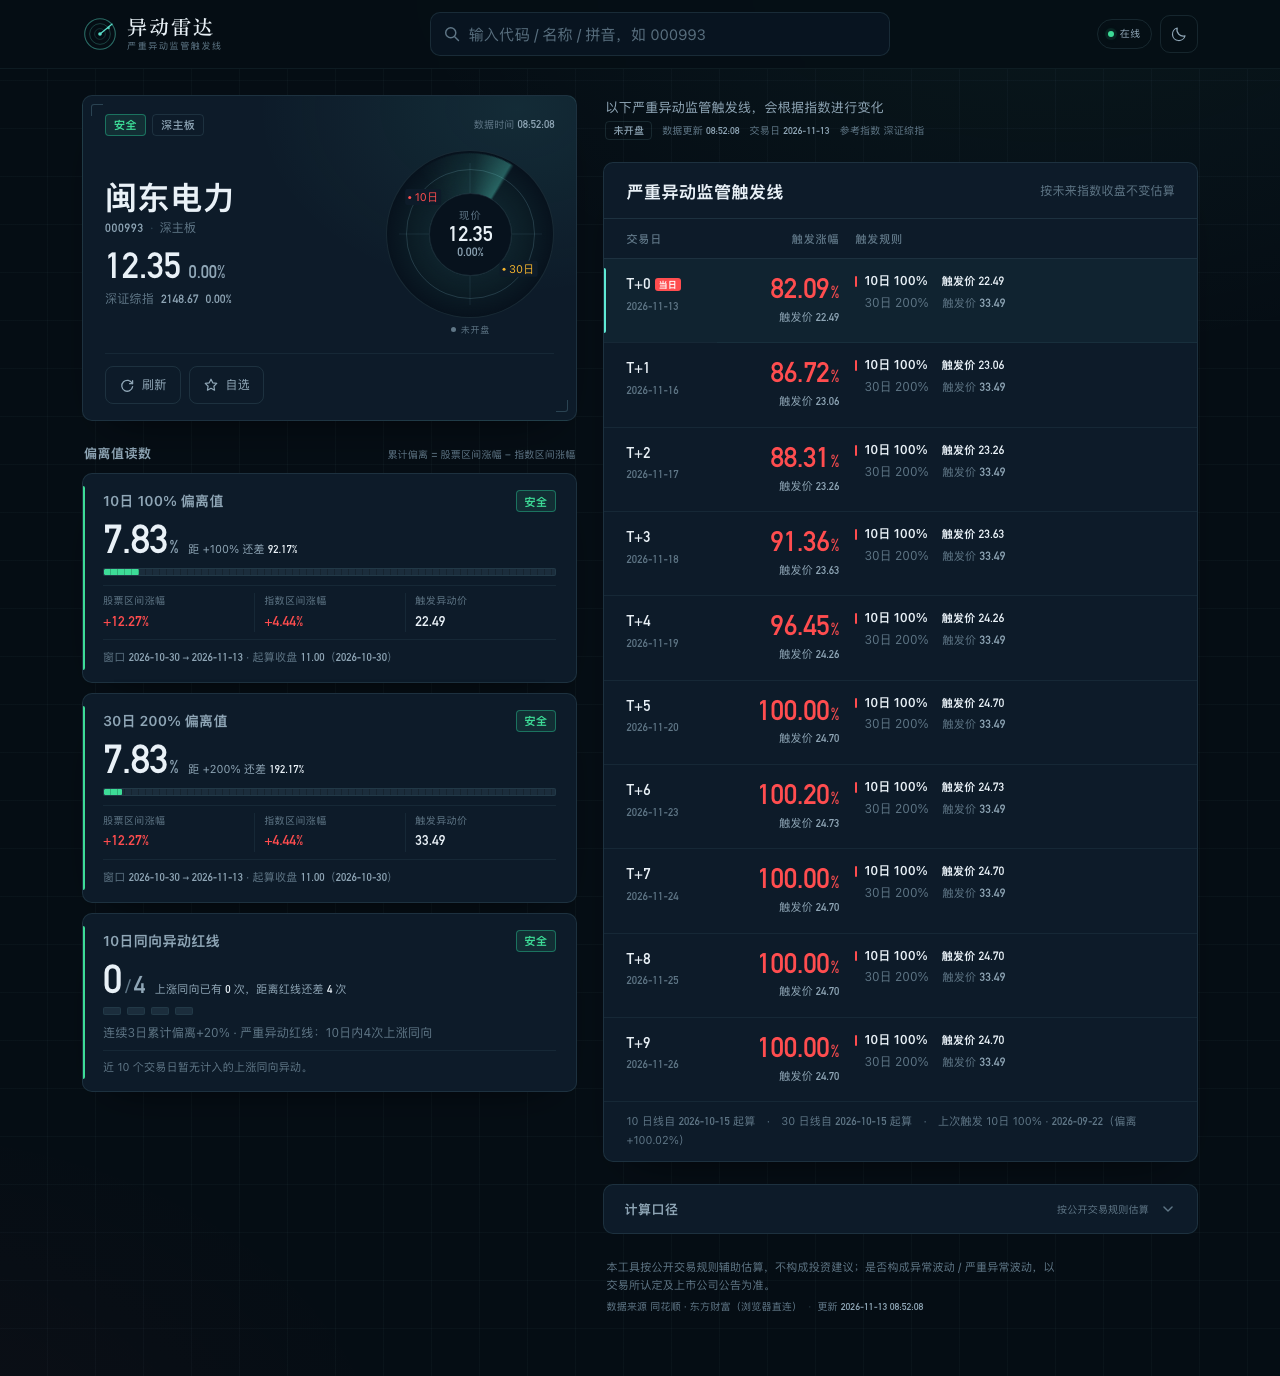 异动雷达
严重异动监管触发线
输入代码 / 名称 / 拼音，如 000993
在线
安全 深主板 数据时间 08:52:08
闽东电力
000993 · 深主板
12.35 0.00%
深证综指 2148.67 0.00%
10日
现价
12.35
0.00%
30日
未开盘
刷新 自选
偏离值读数 累计偏离 = 股票区间涨幅 − 指数区间涨幅
10日 100% 偏离值 安全
7.83% 距 +100% 还差 92.17%
股票区间涨幅 指数区间涨幅 触发异动价
+12.27% +4.44% 22.49
窗口 2026-10-30 → 2026-11-13 · 起算收盘 11.00（2026-10-30）
30日 200% 偏离值 安全
7.83% 距 +200% 还差 192.17%
股票区间涨幅 指数区间涨幅 触发异动价
+12.27% +4.44% 33.49
窗口 2026-10-30 → 2026-11-13 · 起算收盘 11.00（2026-10-30）
10日同向异动红线 安全
0/4 上涨同向已有 0 次，距离红线还差 4 次
连续3日累计偏离+20% · 严重异动红线：10日内4次上涨同向
近 10 个交易日暂无计入的上涨同向异动。
以下严重异动监管触发线，会根据指数进行变化
未开盘 数据更新 08:52:08 交易日 2026-11-13 参考指数 深证综指
严重异动监管触发线 按未来指数收盘不变估算
交易日 触发涨幅 触发规则
T+0 当日 82.09% 10日 100% 触发价 22.49
2026-11-13 触发价 22.49 30日 200% 触发价 33.49
T+1 86.72% 10日 100% 触发价 23.06
2026-11-16 触发价 23.06 30日 200% 触发价 33.49
T+2 88.31% 10日 100% 触发价 23.26
2026-11-17 触发价 23.26 30日 200% 触发价 33.49
T+3 91.36% 10日 100% 触发价 23.63
2026-11-18 触发价 23.63 30日 200% 触发价 33.49
T+4 96.45% 10日 100% 触发价 24.26
2026-11-19 触发价 24.26 30日 200% 触发价 33.49
T+5 100.00% 10日 100% 触发价 24.70
2026-11-20 触发价 24.70 30日 200% 触发价 33.49
T+6 100.20% 10日 100% 触发价 24.73
2026-11-23 触发价 24.73 30日 200% 触发价 33.49
T+7 100.00% 10日 100% 触发价 24.70
2026-11-24 触发价 24.70 30日 200% 触发价 33.49
T+8 100.00% 10日 100% 触发价 24.70
2026-11-25 触发价 24.70 30日 200% 触发价 33.49
T+9 100.00% 10日 100% 触发价 24.70
2026-11-26 触发价 24.70 30日 200% 触发价 33.49
10 日线自 2026-10-15 起算 · 30 日线自 2026-10-15 起算 · 上次触发 10日 100% · 2026-09-22（偏离
+100.02%）
计算口径 按公开交易规则估算
本工具按公开交易规则辅助估算，不构成投资建议；是否构成异常波动 / 严重异常波动，以
交易所认定及上市公司公告为准。
数据来源 同花顺 · 东方财富（浏览器直连） · 更新 2026-11-13 08:52:08